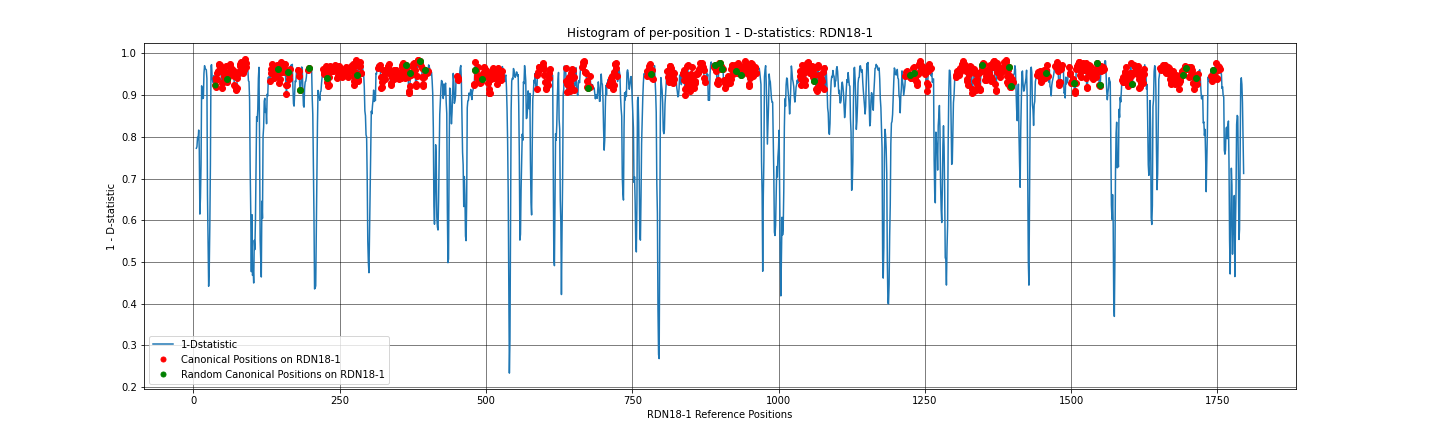 Histogram of per-position 1 - D-statistics: RDN18-1
1.0
0.9
0.8
0.7
0.6
0.5
0.4
0.3
0.2
1 - D-statistic
1-Dstatistic
Canonical Positions on RDN18-1
Random Canonical Positions on RDN18-1
0
250
500
750
1000
1250
1500
1750
RDN18-1 Reference Positions